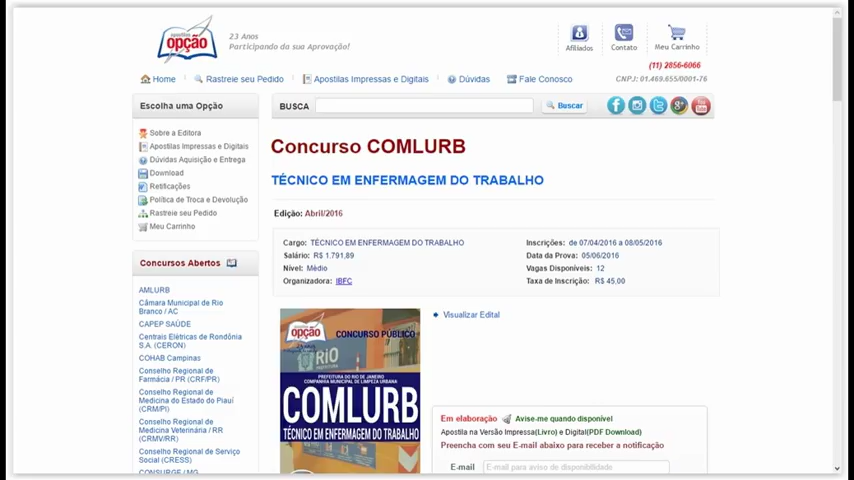 apostilas
opção
23 Anos
Participando da sua Aprovação!
Afiliados
Contato
Meu Carrinho
(11) 2856-6066
CNPJ: 01.469.655/0001-76
Home
Rastreie seu Pedido
Apostilas Impressas e Digitais
Dúvidas
Fale Conosco
Escolha uma Opção
BUSCA
Buscar
Sobre a Editora
Apostilas Impressas e Digitais
Dúvidas Aquisição e Entrega
Download
Retificações
Política de Troca e Devolução
Rastreie seu Pedido
Meu Carrinho
Concursos Abertos
AMLURB
Câmara Municipal de Rio
Branco / AC
CAPEP SAÚDE
Centrais Elétricas de Rondônia
S.A. (CERON)
COHAB Campinas
Conselho Regional de
Farmácia / PR (CRF/PR)
Conselho Regional de
Medicina do Estado do Piauí
(CRM/PI)
Conselho Regional de
Medicina Veterinária / RR
(CRMV/RR)
Conselho Regional de Serviço
Social (CRESS)
CONSURGE / MG
Concurso COMLURB
TÉCNICO EM ENFERMAGEM DO TRABALHO
Edição: Abril/2016
Cargo: TÉCNICO EM ENFERMAGEM DO TRABALHO
Salário: R$ 1.791,89
Nível: Médio
Organizadora: IBFC
Inscrições: de 07/04/2016 a 08/05/2016
Data da Prova: 05/06/2016
Vagas Disponíveis: 12
Taxa de Inscrição: R$ 45,00
opção
CONCURSO PÚBLICO
RIO
PREFEITURA
PREFEITURA DO RIO DE JANEIRO
COMPANHIA MUNICIPAL DE LIMPEZA URBANA
COMLURB
TÉCNICO EM ENFERMAGEM DO TRABALHO
Visualizar Edital
Em elaboração Avise-me quando disponível
Apostila na Versão Impressa(Livro) e Digital(PDF Download)
Preencha com seu E-mail abaixo para receber a notificação
E-mail
E-mail para aviso de disponibilidade